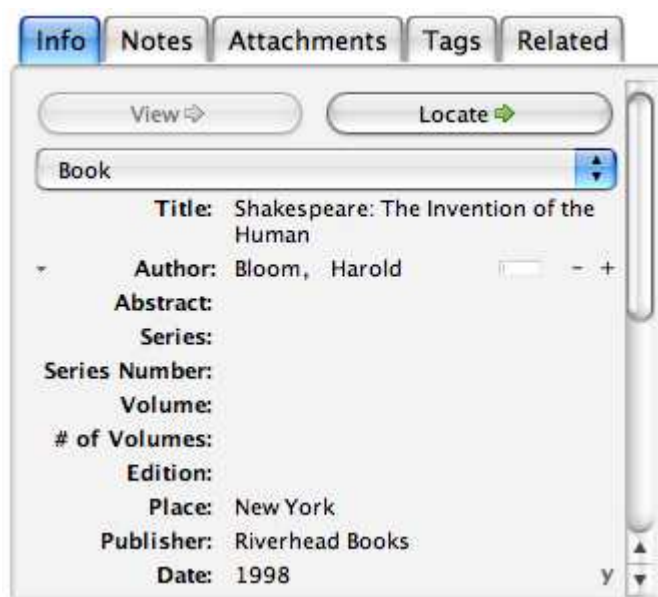 Info Notes Attachments Tags Related
View Locate
Book
Title: Shakespeare: The Invention of the
Human
Author: Bloom, Harold - +
Abstract:
Series:
Series Number:
Volume:
# of Volumes:
Edition:
Place: New York
Publisher: Riverhead Books
Date: 1998 y